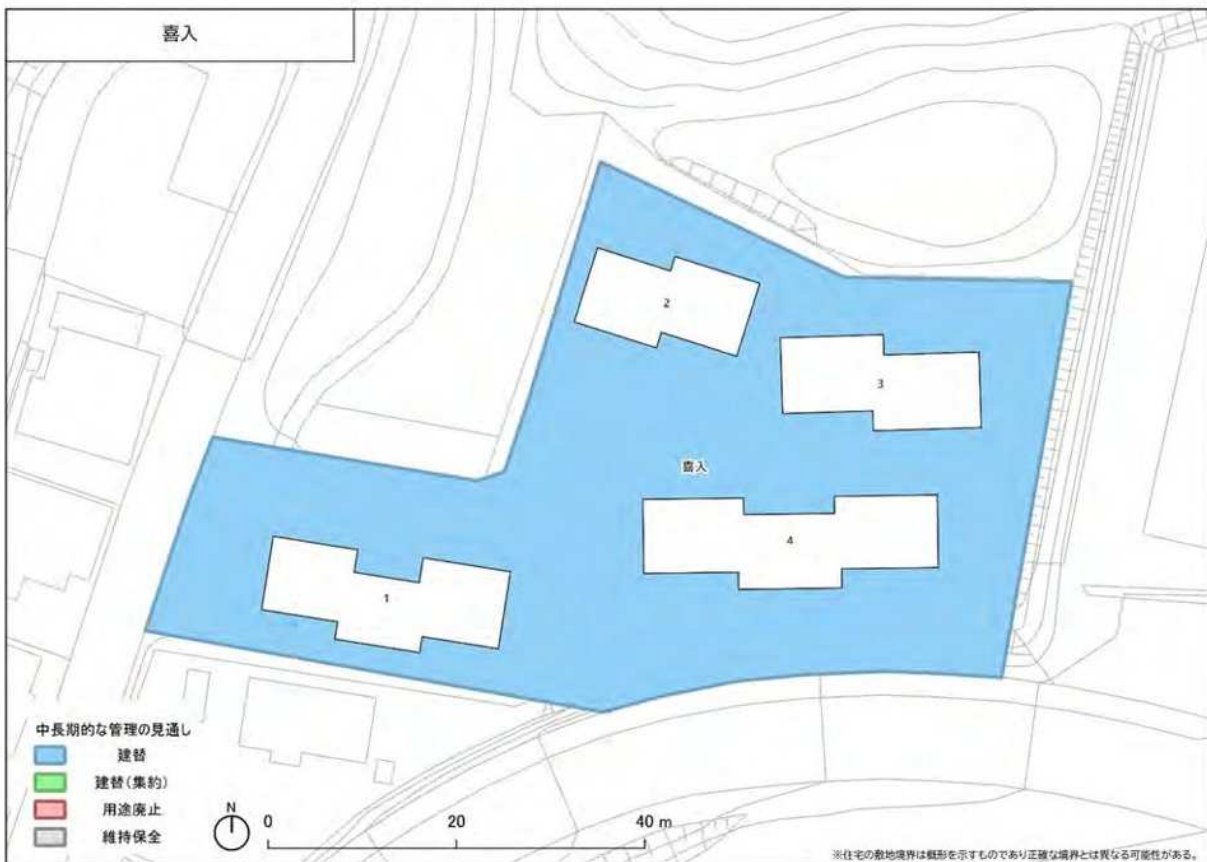 喜入
2
3
喜入
4
1
中長期的な管理の見通し
建替
建替(集約)
用途廃止
維持保全
N
0 20 40 m
※住宅の敷地境界は概形を示すものであり正確な境界とは異なる可能性がある。